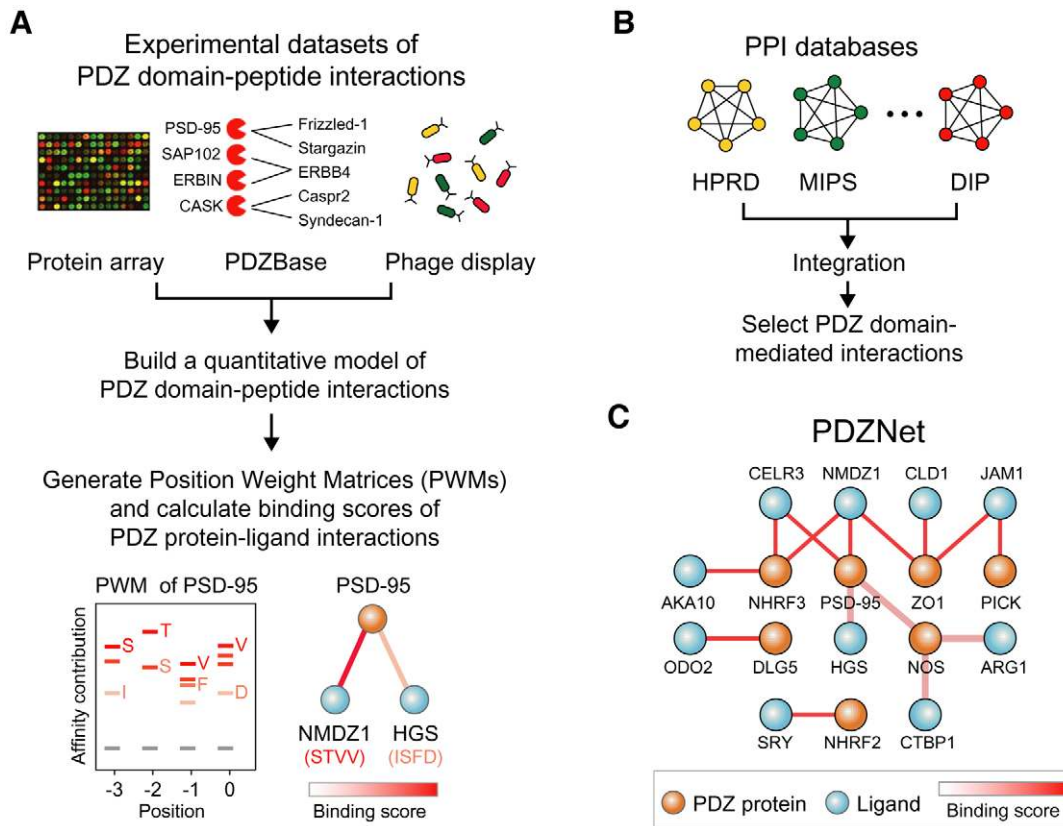 A
Experimental datasets of
PDZ domain-peptide interactions
PSD-95
SAP102
ERBIN
CASK
Frizzled-1
Stargazin
ERBB4
Caspr2
Syndecan-1
Protein array
PDZBase
Phage display
Build a quantitative model of
PDZ domain-peptide interactions
Generate Position Weight Matrices (PWMs)
and calculate binding scores of
PDZ protein-ligand interactions
PWM of PSD-95
Affinity contribution
S
I
T
S
V
F
V
D
-3 -2 -1 0
Position
PSD-95
NMDZ1
(STVV)
HGS
(ISFD)
Binding score
B
PPI databases
HPRD
MIPS
DIP
Integration
Select PDZ domain-
mediated interactions
C
PDZNet
CELR3 NMDZ1 CLD1 JAM1
AKA10 NHRF3 PSD-95 ZO1 PICK
ODO2 DLG5 HGS NOS ARG1
SRY NHRF2 CTBP1
PDZ protein
Ligand
Binding score